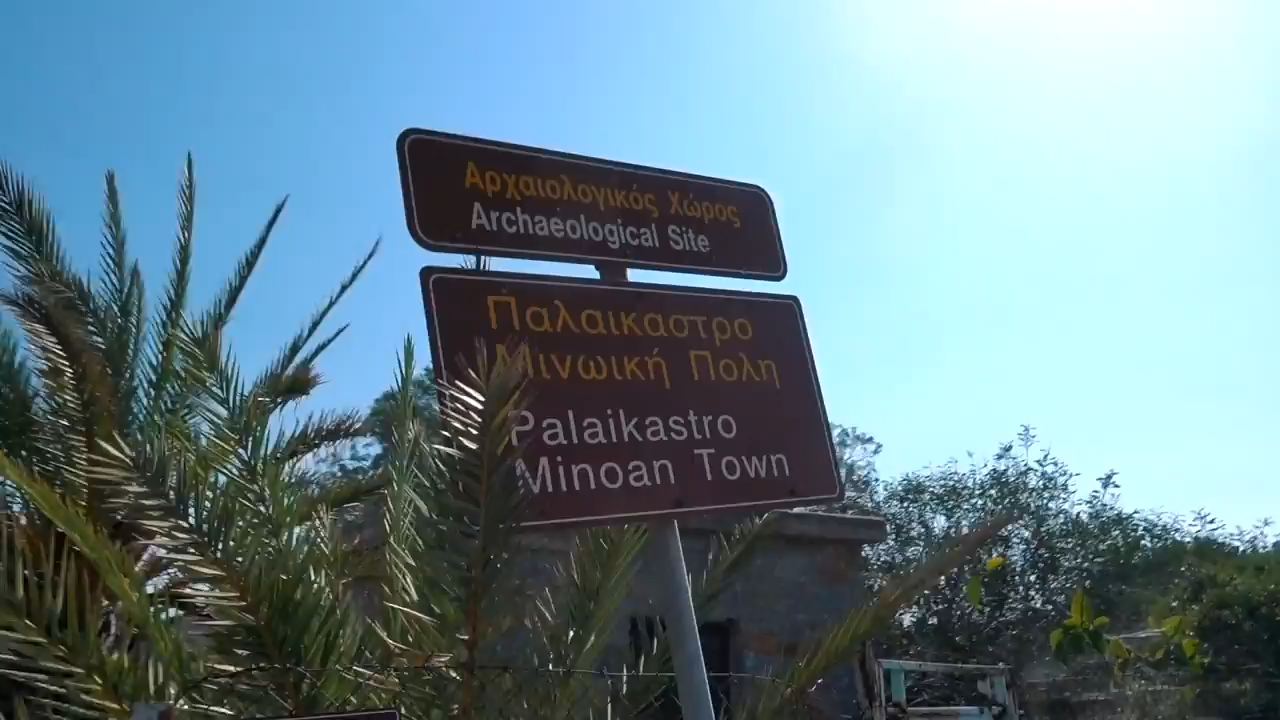 Αρχαιολογικός Χώρος
Archaeological Site
Παλαικαστρο
Μινωική Πολη
Palaikastro
Minoan Town